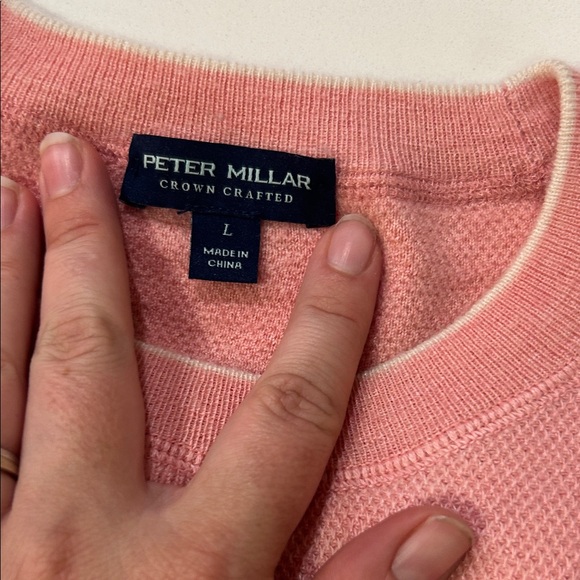 PETER MILLAR
CROWN CRAFTED
L
MADE IN
CHINA